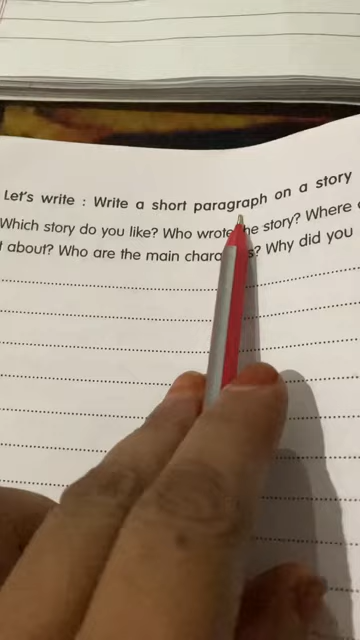 Let's write : Write a short paragraph on a story
Which story do you like? Who wrote the story? Where
about? Who are the main chara s? Why did you